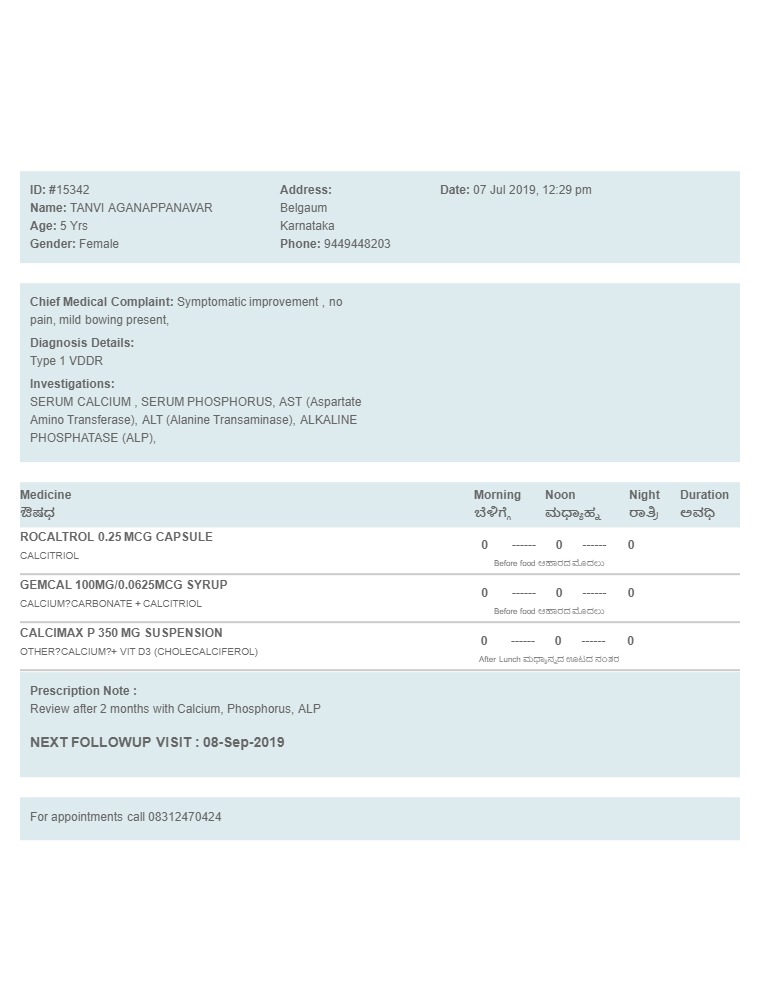 ID: #15342
Name: TANVI AGANAPPANAVAR
Age: 5 Yrs
Gender: Female
Address:
Belgaum
Karnataka
Phone: 9449448203
Date: 07 Jul 2019, 12:29 pm
Chief Medical Complaint: Symptomatic improvement , no
pain, mild bowing present,
Diagnosis Details:
Type 1 VDDR
Investigations:
SERUM CALCIUM , SERUM PHOSPHORUS, AST (Aspartate
Amino Transferase), ALT (Alanine Transaminase), ALKALINE
PHOSPHATASE (ALP),
Medicine Morning Noon Night Duration
ಔಷಧ ಬೆಳಿಗ್ಗೆ ಮಧ್ಯಾಹ್ನ ರಾತ್ರಿ ಅವಧಿ
ROCALTROL 0.25 MCG CAPSULE
CALCITRIOL
0 ------ 0 ------ 0
Before food ಆಹಾರದ ಮೊದಲು
GEMCAL 100MG/0.0625MCG SYRUP
CALCIUM?CARBONATE + CALCITRIOL
0 ------ 0 ------ 0
Before food ಆಹಾರದ ಮೊದಲು
CALCIMAX P 350 MG SUSPENSION
OTHER?CALCIUM?+ VIT D3 (CHOLECALCIFEROL)
0 ------ 0 ------ 0
After Lunch ಮಧ್ಯಾನ್ಹದ ಊಟದ ನಂತರ
Prescription Note :
Review after 2 months with Calcium, Phosphorus, ALP
NEXT FOLLOWUP VISIT : 08-Sep-2019
For appointments call 08312470424